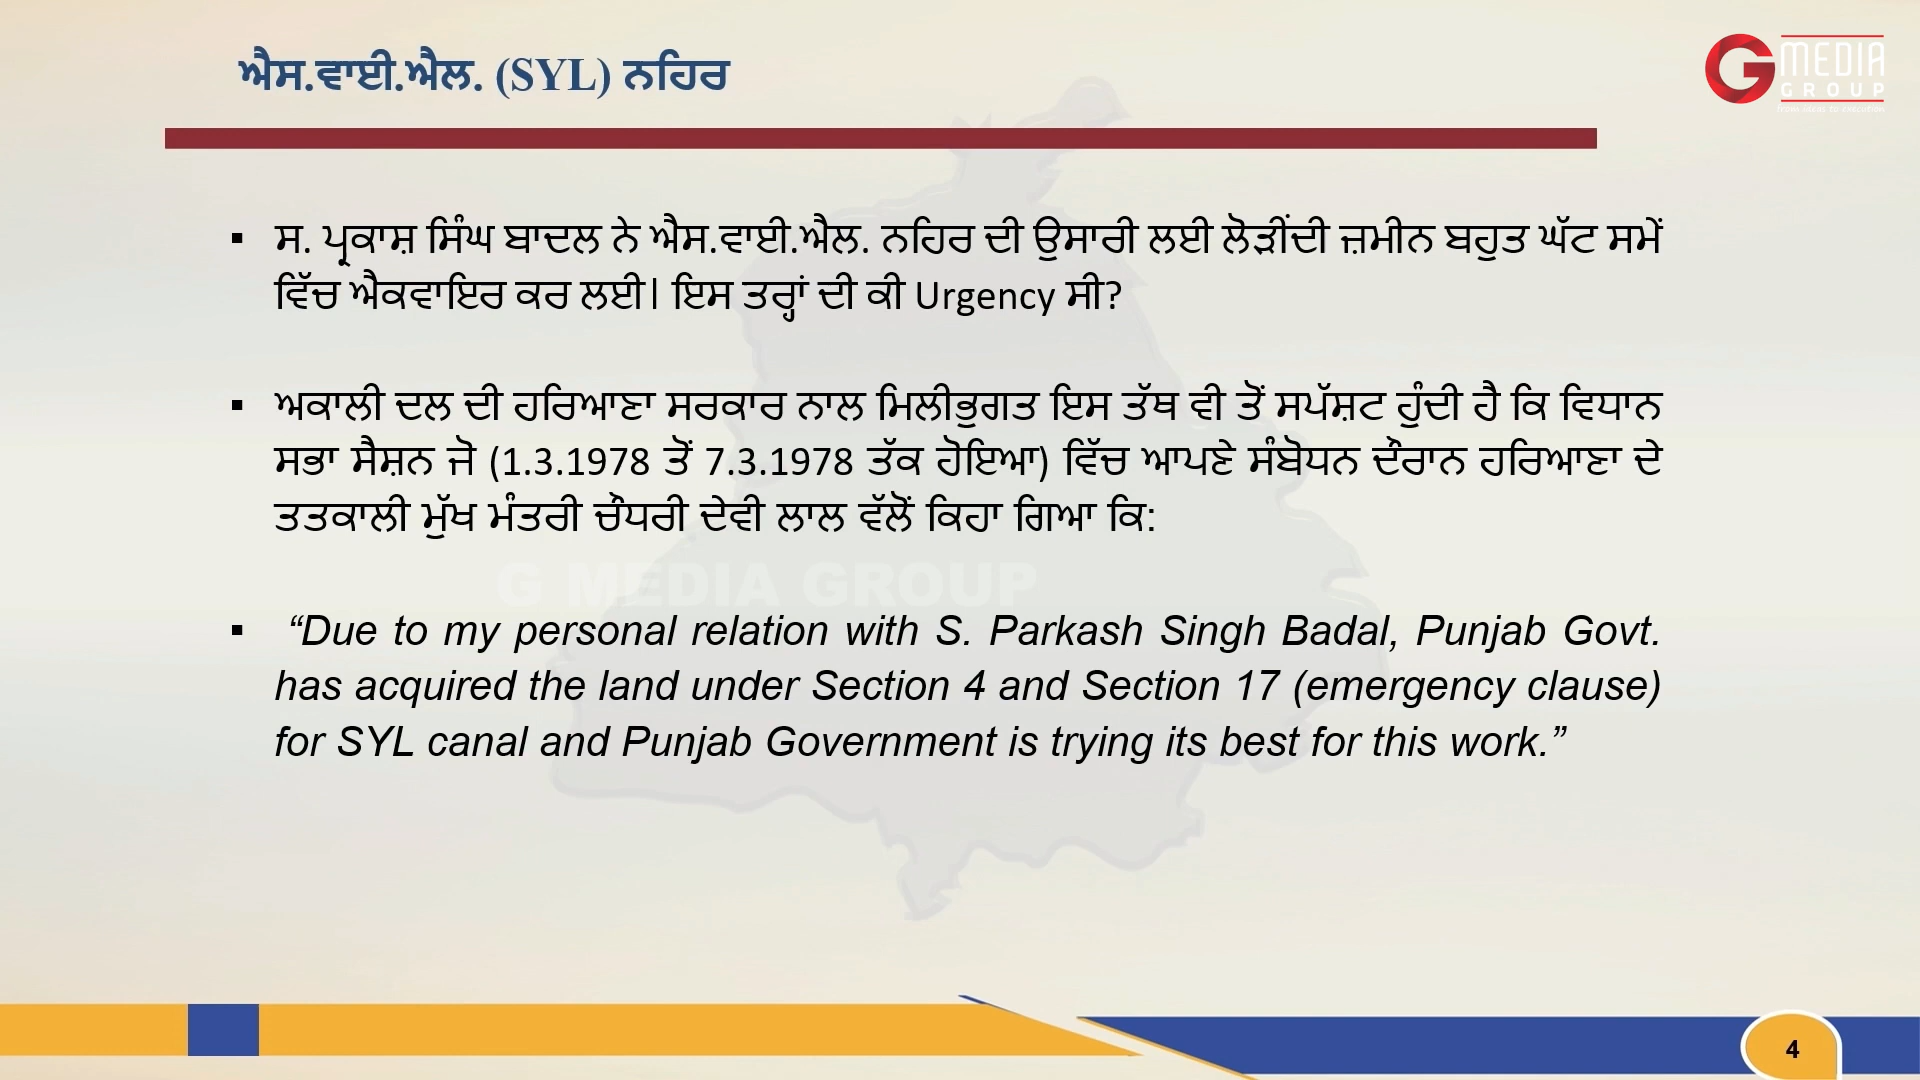 ਐਸ.ਵਾਈ.ਐਲ. (SYL) ਨਹਿਰ
G MEDIA GROUP
▪ ਸ. ਪ੍ਰਕਾਸ਼ ਸਿੰਘ ਬਾਦਲ ਨੇ ਐਸ.ਵਾਈ.ਐਲ. ਨਹਿਰ ਦੀ ਉਸਾਰੀ ਲਈ ਲੋੜੀਂਦੀ ਜ਼ਮੀਨ ਬਹੁਤ ਘੱਟ ਸਮੇਂ
ਵਿੱਚ ਐਕਵਾਇਰ ਕਰ ਲਈ। ਇਸ ਤਰ੍ਹਾਂ ਦੀ ਕੀ Urgency ਸੀ?
▪ ਅਕਾਲੀ ਦਲ ਦੀ ਹਰਿਆਣਾ ਸਰਕਾਰ ਨਾਲ ਮਿਲੀਭੁਗਤ ਇਸ ਤੱਥ ਵੀ ਤੋਂ ਸਪੱਸ਼ਟ ਹੁੰਦੀ ਹੈ ਕਿ ਵਿਧਾਨ
ਸਭਾ ਸੈਸ਼ਨ ਜੋ (1.3.1978 ਤੋਂ 7.3.1978 ਤੱਕ ਹੋਇਆ) ਵਿੱਚ ਆਪਣੇ ਸੰਬੋਧਨ ਦੌਰਾਨ ਹਰਿਆਣਾ ਦੇ
ਤਤਕਾਲੀ ਮੁੱਖ ਮੰਤਰੀ ਚੌਧਰੀ ਦੇਵੀ ਲਾਲ ਵੱਲੋਂ ਕਿਹਾ ਗਿਆ ਕਿ:
G MEDIA GROUP
▪ “Due to my personal relation with S. Parkash Singh Badal, Punjab Govt.
has acquired the land under Section 4 and Section 17 (emergency clause)
for SYL canal and Punjab Government is trying its best for this work.”
4